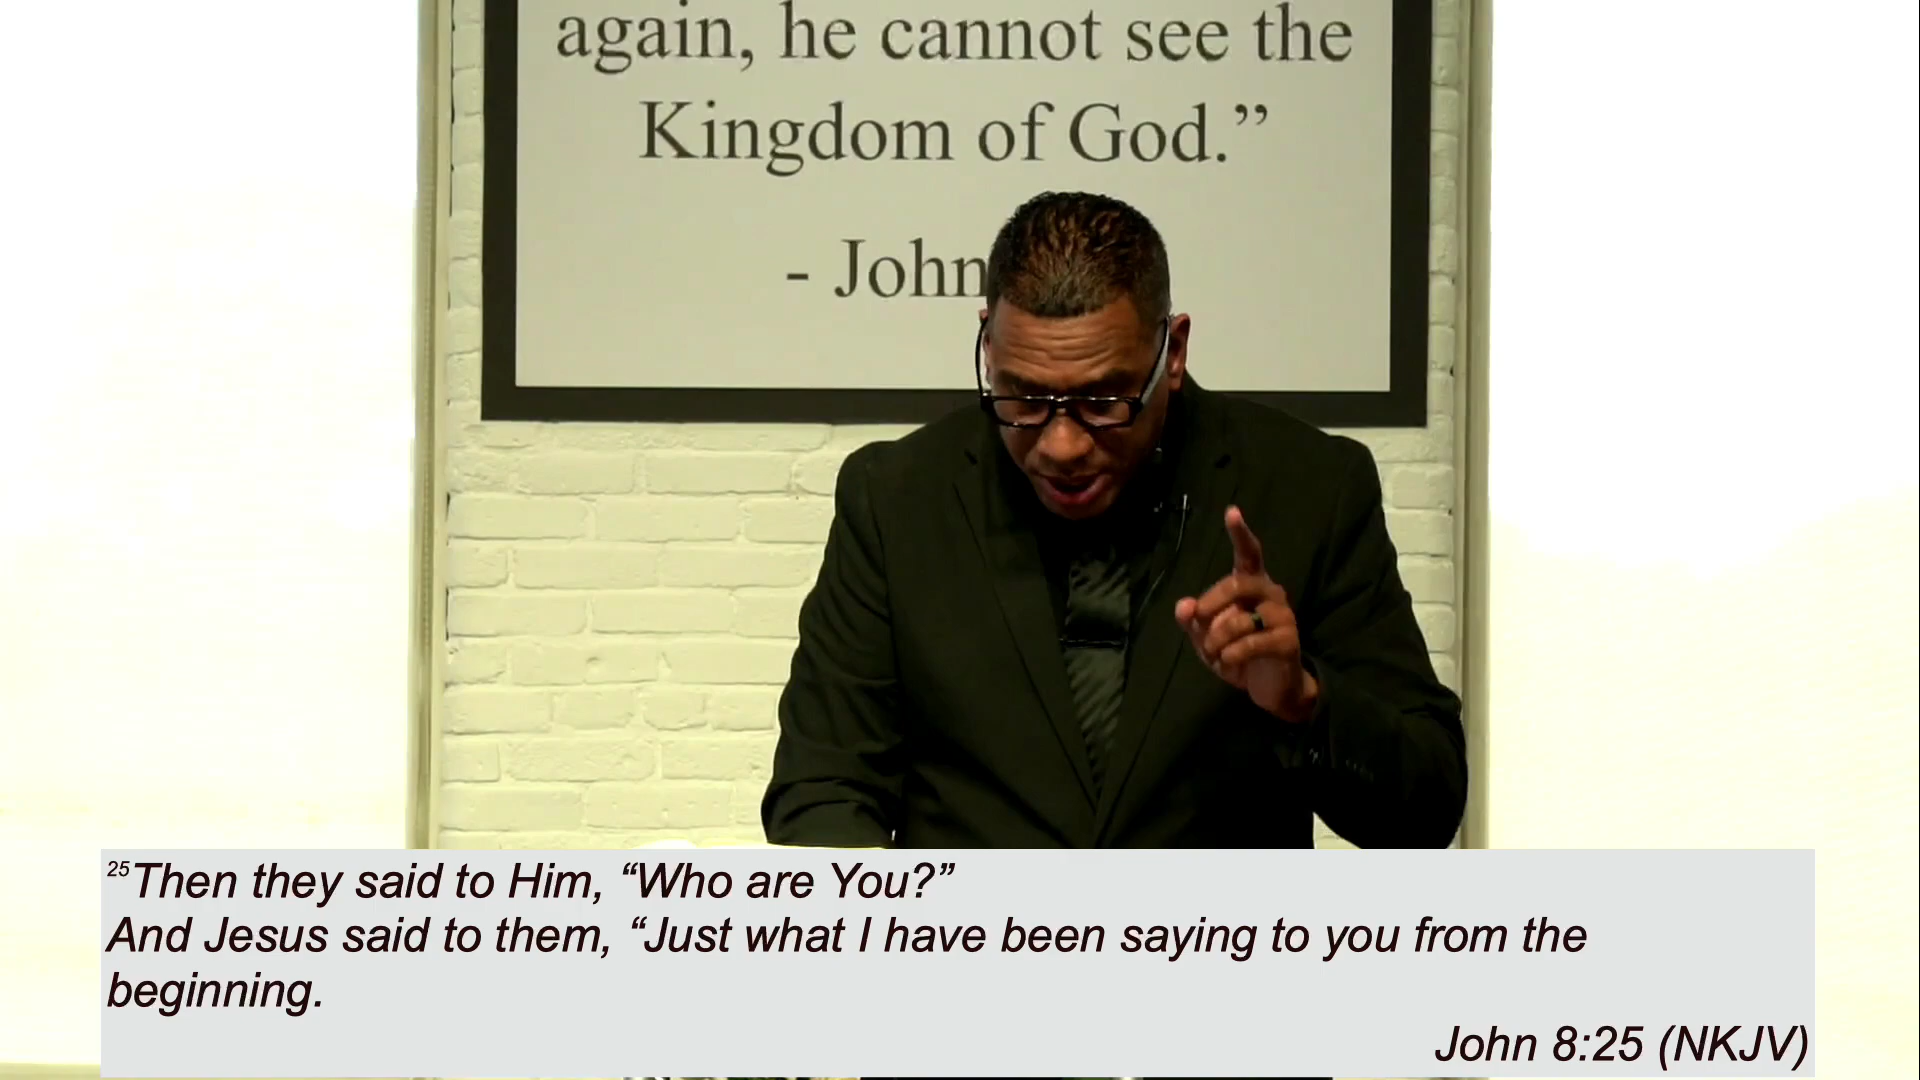 again, he cannot see the
Kingdom of God.”
- John
25Then they said to Him, “Who are You?”
And Jesus said to them, “Just what I have been saying to you from the
beginning.
John 8:25 (NKJV)